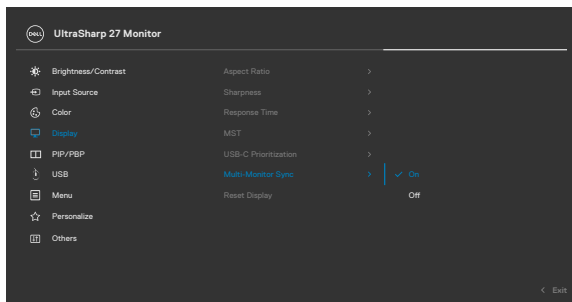 DELL UltraSharp 27 Monitor
Brightness/Contrast
Input Source
Color
Display
PIP/PBP
USB
Menu
Personalize
Others
Aspect Ratio
Sharpness
Response Time
MST
USB-C Prioritization
Multi-Monitor Sync
Reset Display
On
Off
Exit